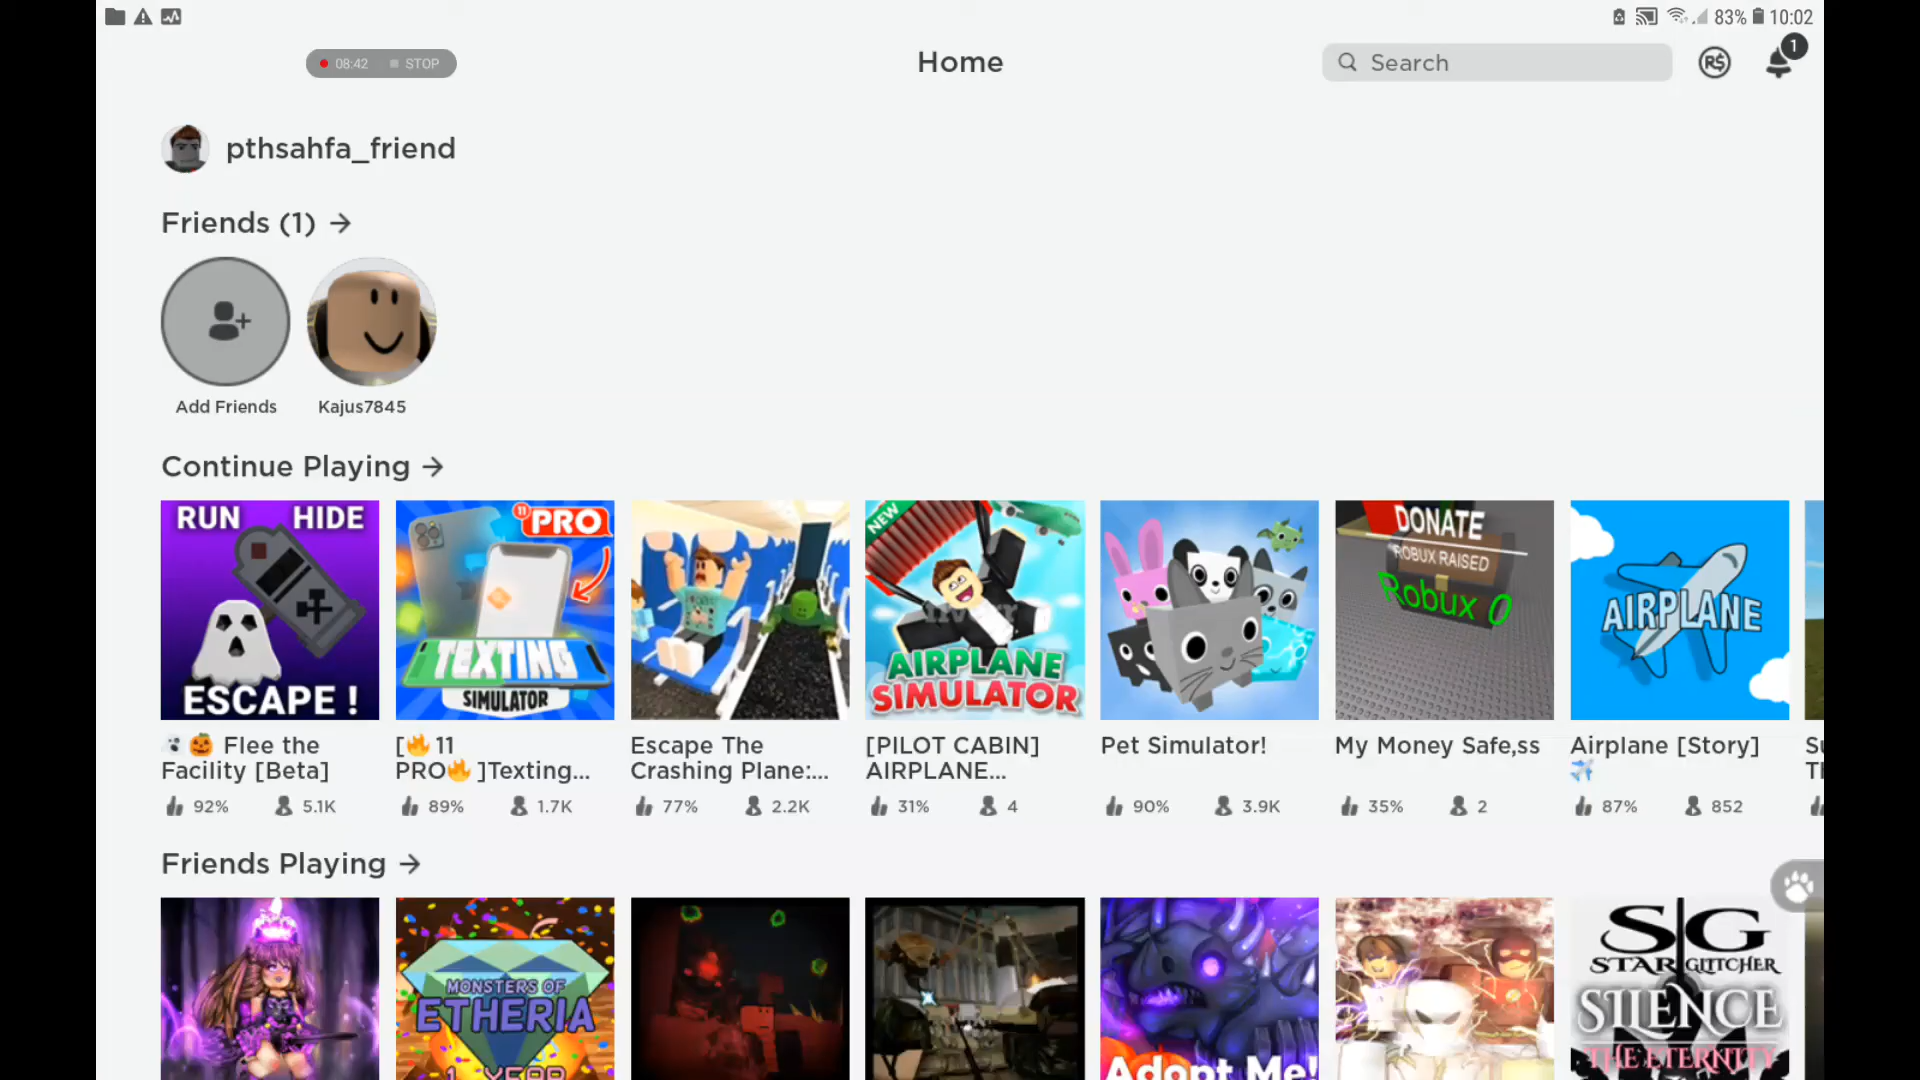 83% 10:02
08:42 STOP
Home
Search
1
pthsahfa_friend
Friends (1) →
Add Friends
Kajus7845
Continue Playing →
RUN HIDE
ESCAPE !
11 PRO
TEXTING
SIMULATOR
NEW
AIRPLANE
SIMULATOR
DONATE
ROBUX RAISED
Robux 0
AIRPLANE
👻🎃 Flee the
Facility [Beta]
92% 5.1K
[🔥11
PRO🔥]Texting...
89% 1.7K
Escape The
Crashing Plane:...
77% 2.2K
[PILOT CABIN]
AIRPLANE...
31% 4
Pet Simulator!
90% 3.9K
My Money Safe,ss
35% 2
Airplane [Story]
✈️
87% 852
Friends Playing →
MONSTERS OF
ETHERIA
1 YEAR
Adopt Me!
SG
STAR GLITCHER
SILENCE
THE ETERNITY